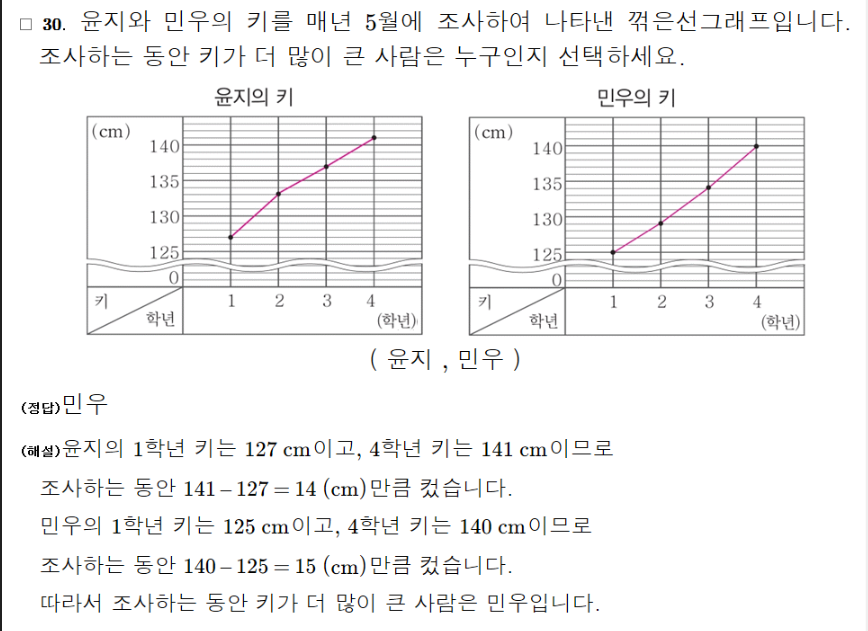 □ 30. 윤지와 민우의 키를 매년 5월에 조사하여 나타낸 꺾은선그래프입니다.
조사하는 동안 키가 더 많이 큰 사람은 누구인지 선택하세요.
윤지의 키
(cm)
140
135
130
125
0
키
학년
1 2 3 4
(학년)
민우의 키
(cm)
140
135
130
125
0
키
학년
1 2 3 4
(학년)
( 윤지 , 민우 )
(정답)민우
(해설)윤지의 1학년 키는 127 cm이고, 4학년 키는 141 cm이므로
조사하는 동안 141－127＝14 (cm)만큼 컸습니다.
민우의 1학년 키는 125 cm이고, 4학년 키는 140 cm이므로
조사하는 동안 140－125＝15 (cm)만큼 컸습니다.
따라서 조사하는 동안 키가 더 많이 큰 사람은 민우입니다.